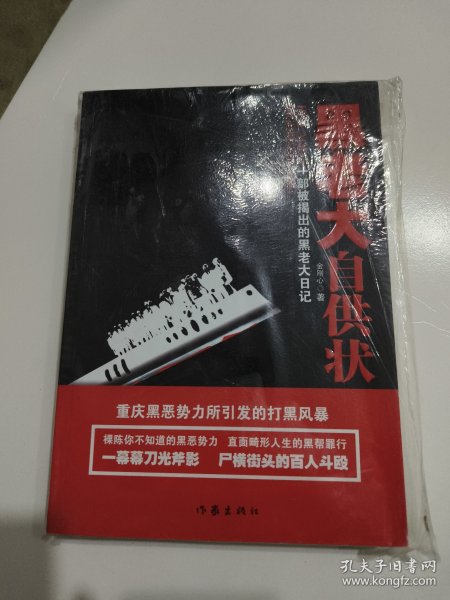 黑老大自供状
一部被揭出的黑老大日记
金刚心 著
重庆黑恶势力所引发的打黑风暴
裸陈你不知道的黑恶势力 直面畸形人生的黑帮罪行
一幕幕刀光斧影 尸横街头的百人斗殴
作家出版社
孔夫子旧书网
www.kongfz.com